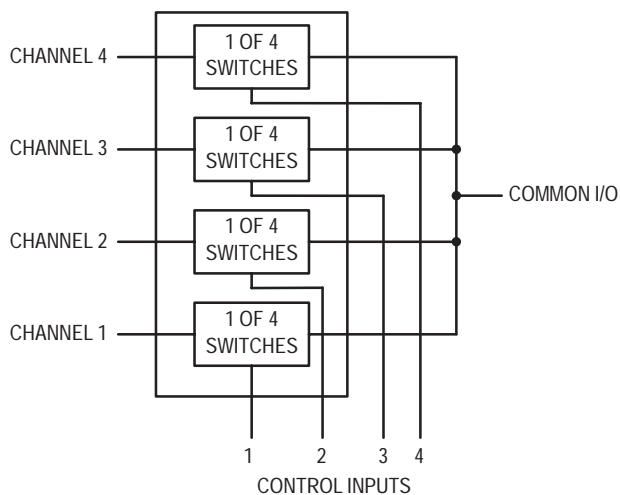 1 OF 4
SWITCHES
CHANNEL 4
1 OF 4
SWITCHES
CHANNEL 3
COMMON I/O
1 OF 4
SWITCHES
CHANNEL 2
1 OF 4
SWITCHES
CHANNEL 1
1 2 3 4
CONTROL INPUTS